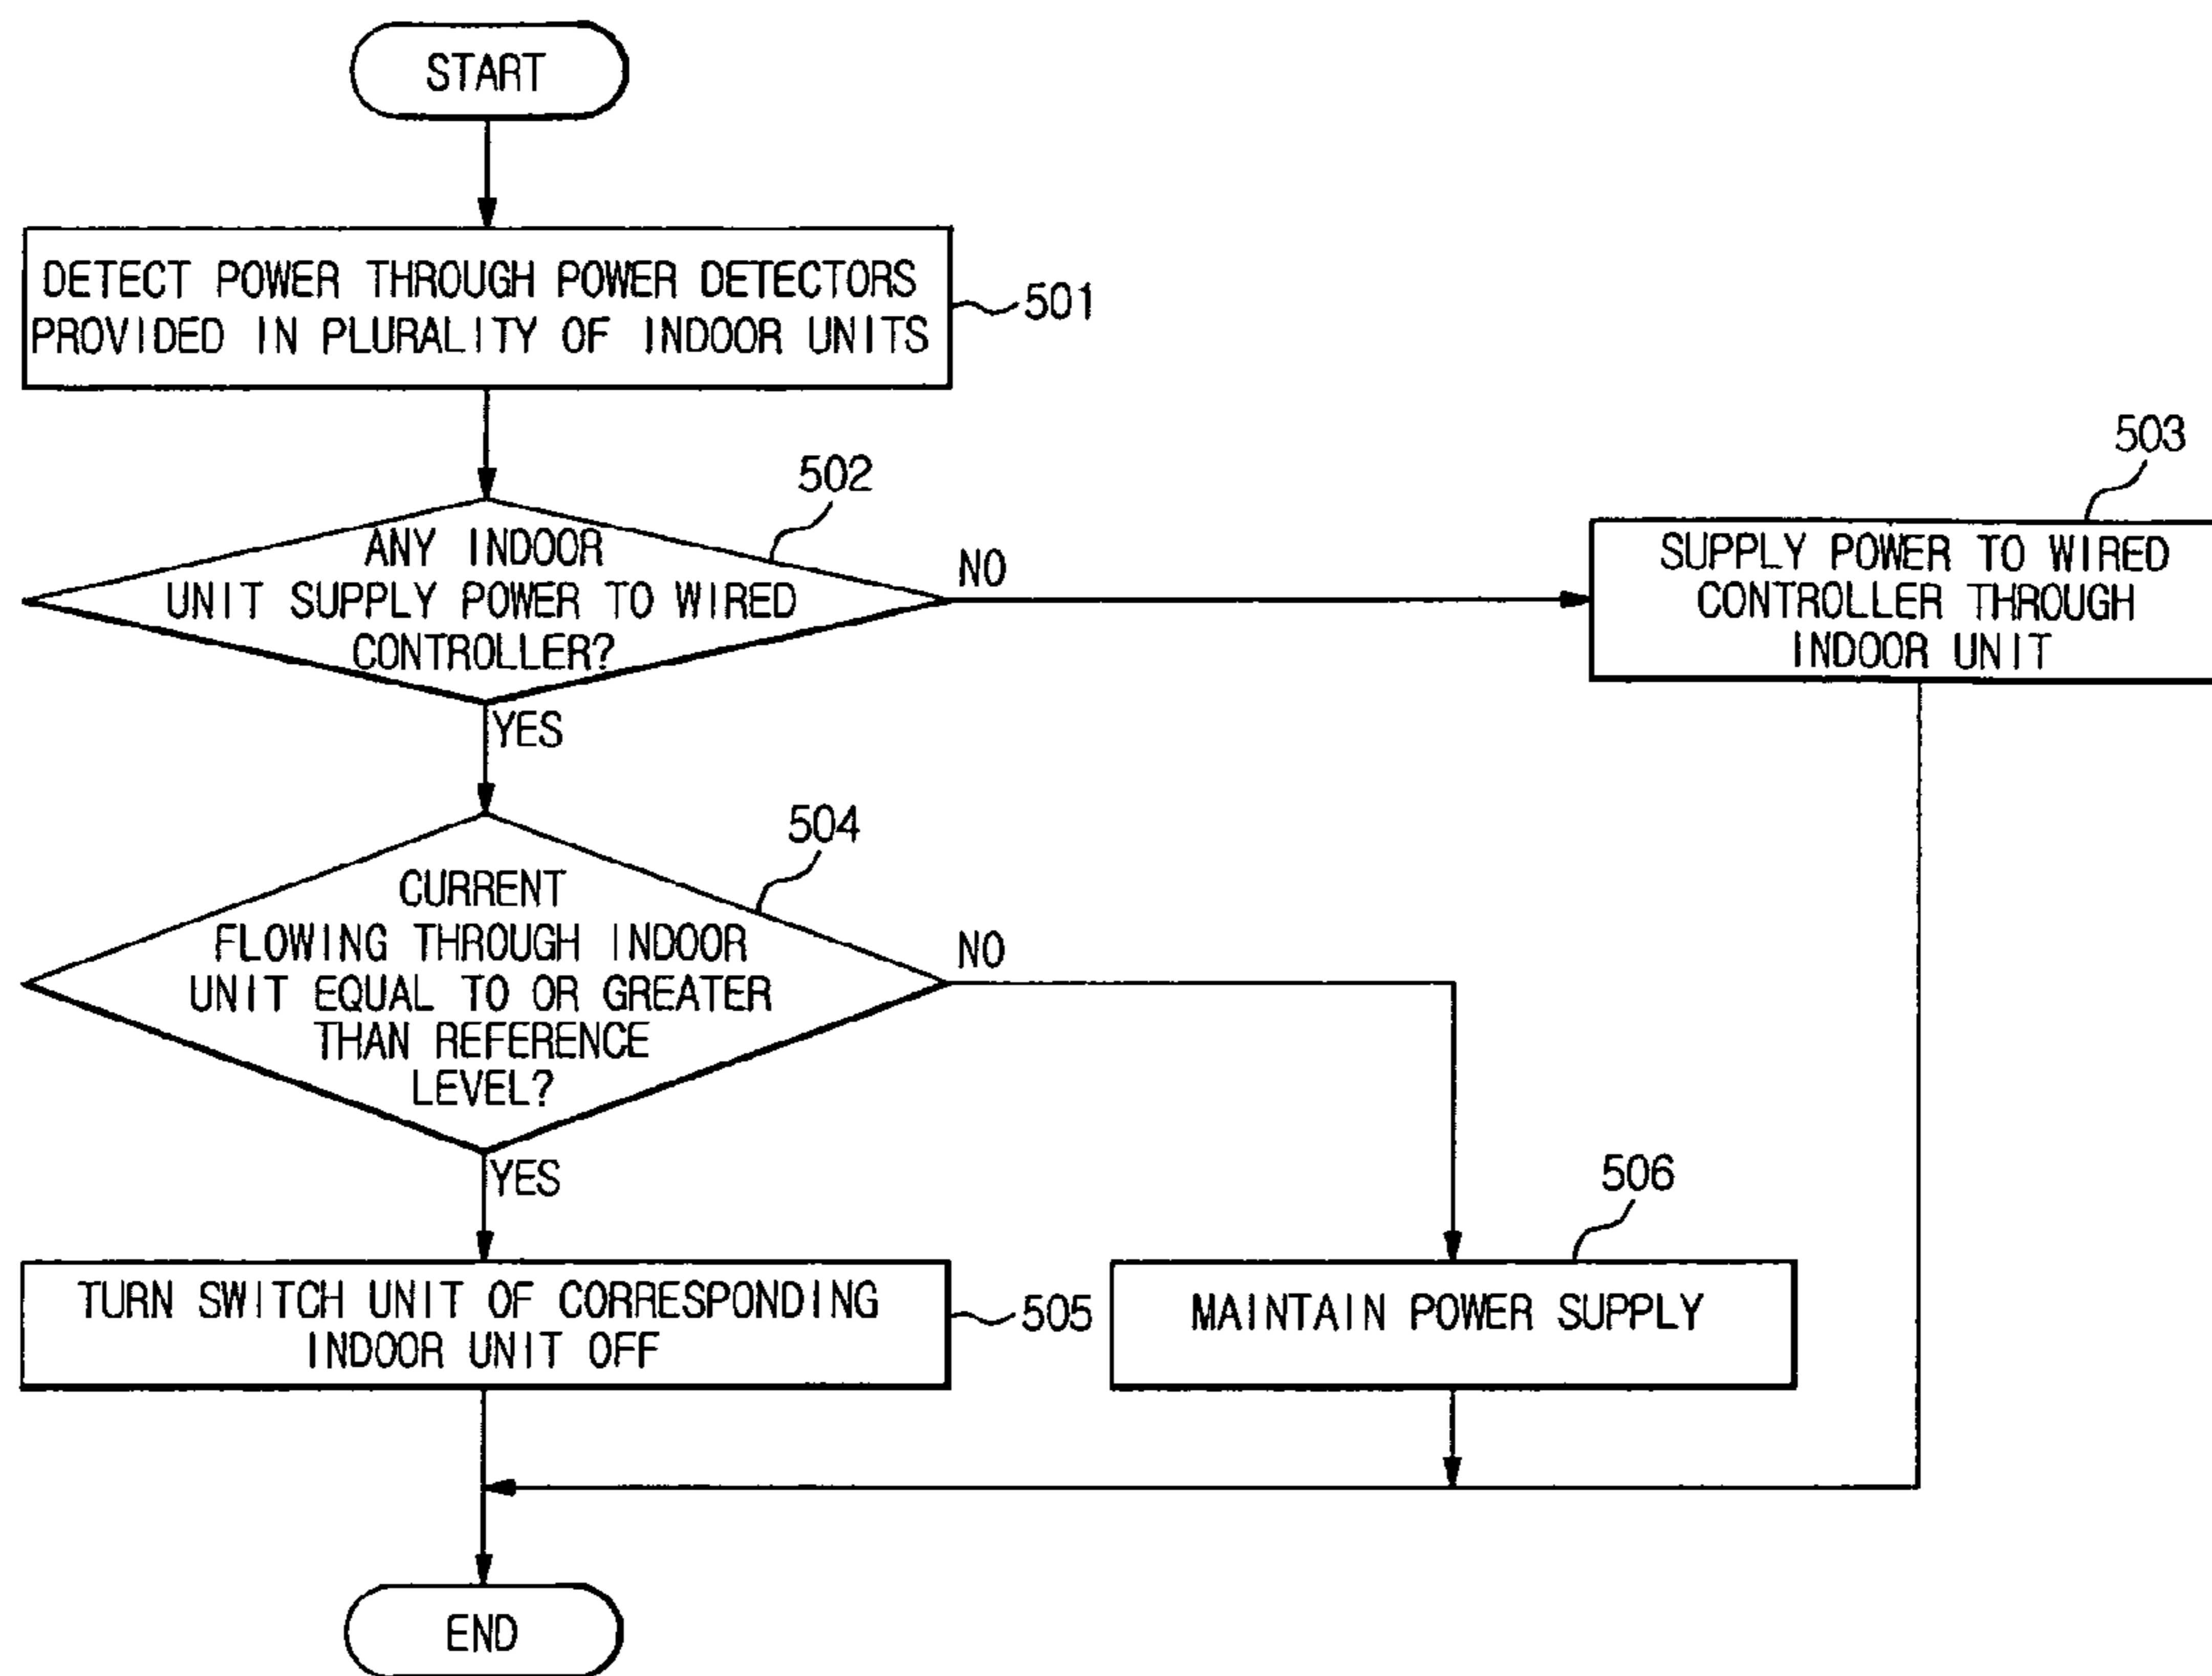 START
DETECT POWER THROUGH POWER DETECTORS
PROVIDED IN PLURALITY OF INDOOR UNITS
501
502
ANY INDOOR
UNIT SUPPLY POWER TO WIRED
CONTROLLER?
NO
YES
503
SUPPLY POWER TO WIRED
CONTROLLER THROUGH
INDOOR UNIT
504
CURRENT
FLOWING THROUGH INDOOR
UNIT EQUAL TO OR GREATER
THAN REFERENCE
LEVEL?
NO
YES
TURN SWITCH UNIT OF CORRESPONDING
INDOOR UNIT OFF
505
506
MAINTAIN POWER SUPPLY
END